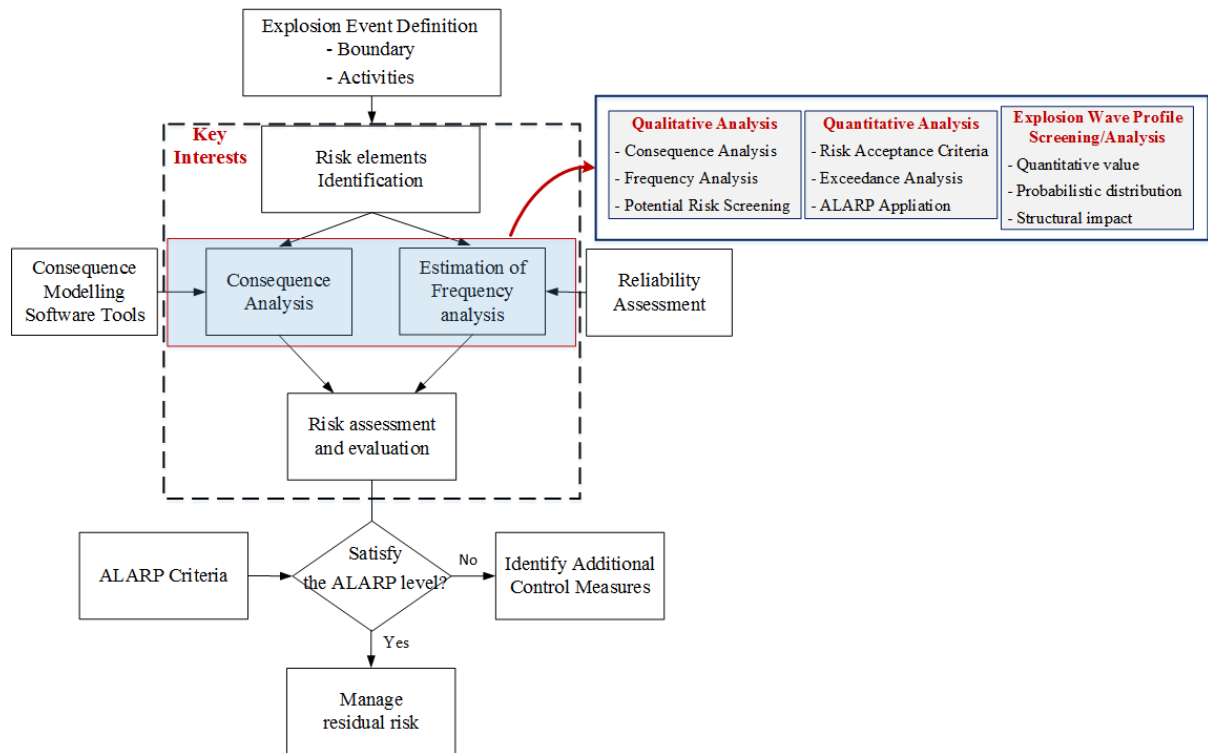 Explosion Event Definition
- Boundary
- Activities
Key
Interests
Risk elements
Identification
Qualitative Analysis
- Consequence Analysis
- Frequency Analysis
- Potential Risk Screening
Quantitative Analysis
- Risk Acceptance Criteria
- Exceedance Analysis
- ALARP Appliation
Explosion Wave Profile
Screening/Analysis
- Quantitative value
- Probabilistic distribution
- Structural impact
Consequence
Modelling
Software Tools
Consequence
Analysis
Estimation of
Frequency
analysis
Reliability
Assessment
Risk assessment
and evaluation
ALARP Criteria
Satisfy
the ALARP level?
No
Identify Additional
Control Measures
Yes
Manage
residual risk